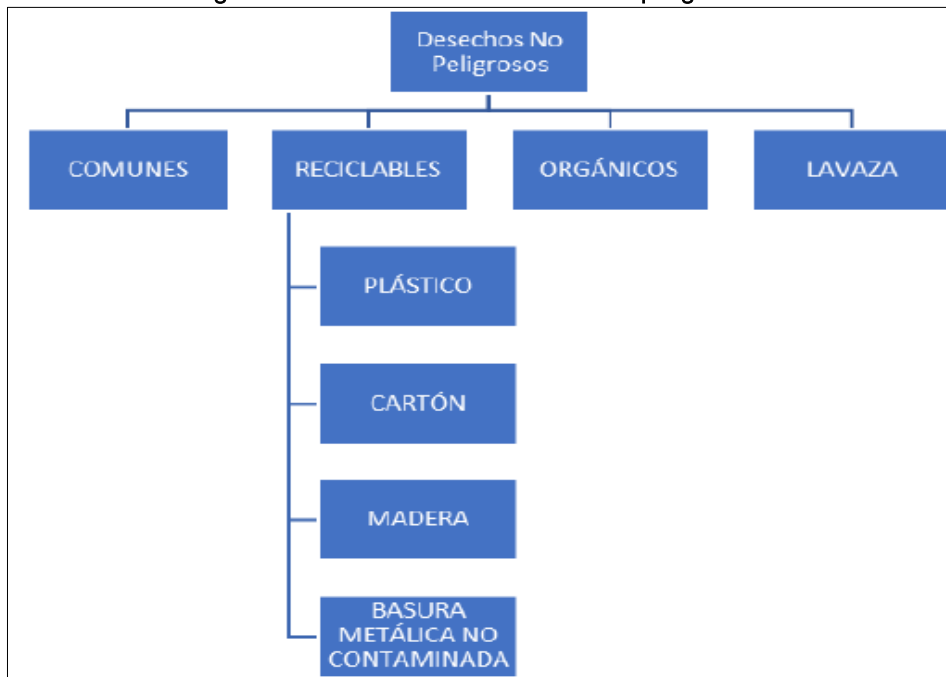 Desechos No
Peligrosos
COMUNES
RECICLABLES
ORGÁNICOS
LAVAZA
PLÁSTICO
CARTÓN
MADERA
BASURA
METÁLICA NO
CONTAMINADA